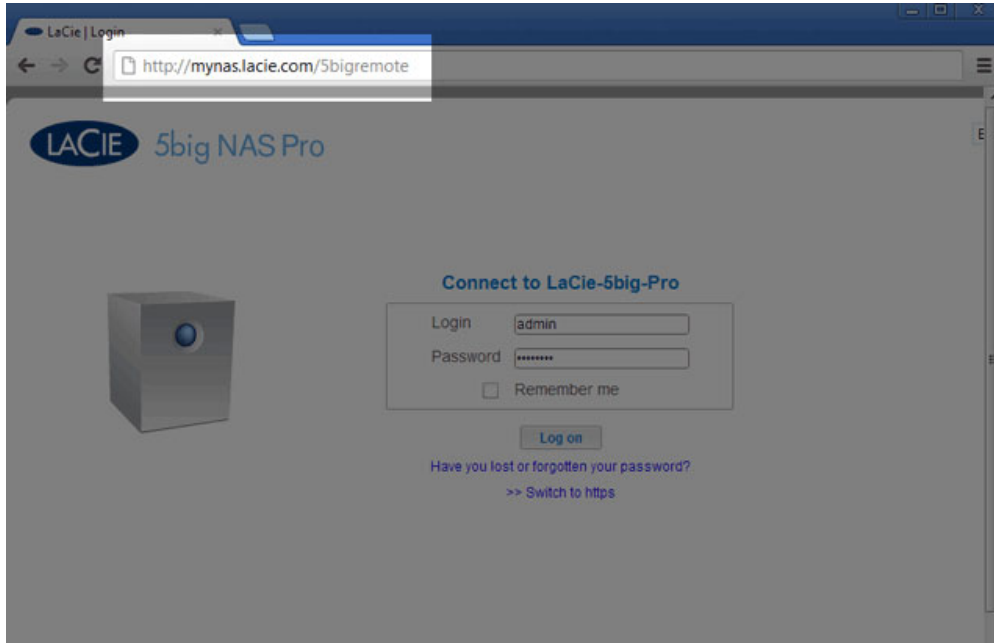 LaCie | Login
http://mynas.lacie.com/5bigremote
LACIE 5big NAS Pro
E
Connect to LaCie-5big-Pro
Login admin
Password ••••••••
Remember me
Log on
Have you lost or forgotten your password?
>> Switch to https